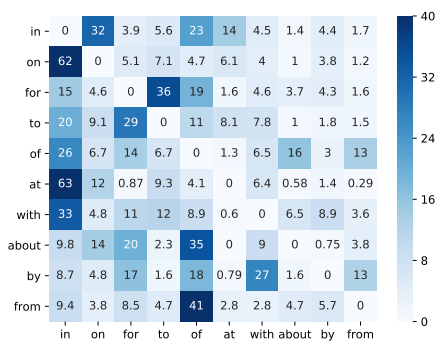 in 0 32 3.9 5.6 23 14 4.5 1.4 4.4 1.7
on 62 0 5.1 7.1 4.7 6.1 4 1 3.8 1.2
for 15 4.6 0 36 19 1.6 4.6 3.7 4.3 1.6
to 20 9.1 29 0 11 8.1 7.8 1 1.8 1.5
of 26 6.7 14 6.7 0 1.3 6.5 16 3 13
at 63 12 0.87 9.3 4.1 0 6.4 0.58 1.4 0.29
with 33 4.8 11 12 8.9 0.6 0 6.5 8.9 3.6
about 9.8 14 20 2.3 35 0 9 0 0.75 3.8
by 8.7 4.8 17 1.6 18 0.79 27 1.6 0 13
from 9.4 3.8 8.5 4.7 41 2.8 2.8 4.7 5.7 0
in on for to of at with about by from
40
32
24
16
8
0